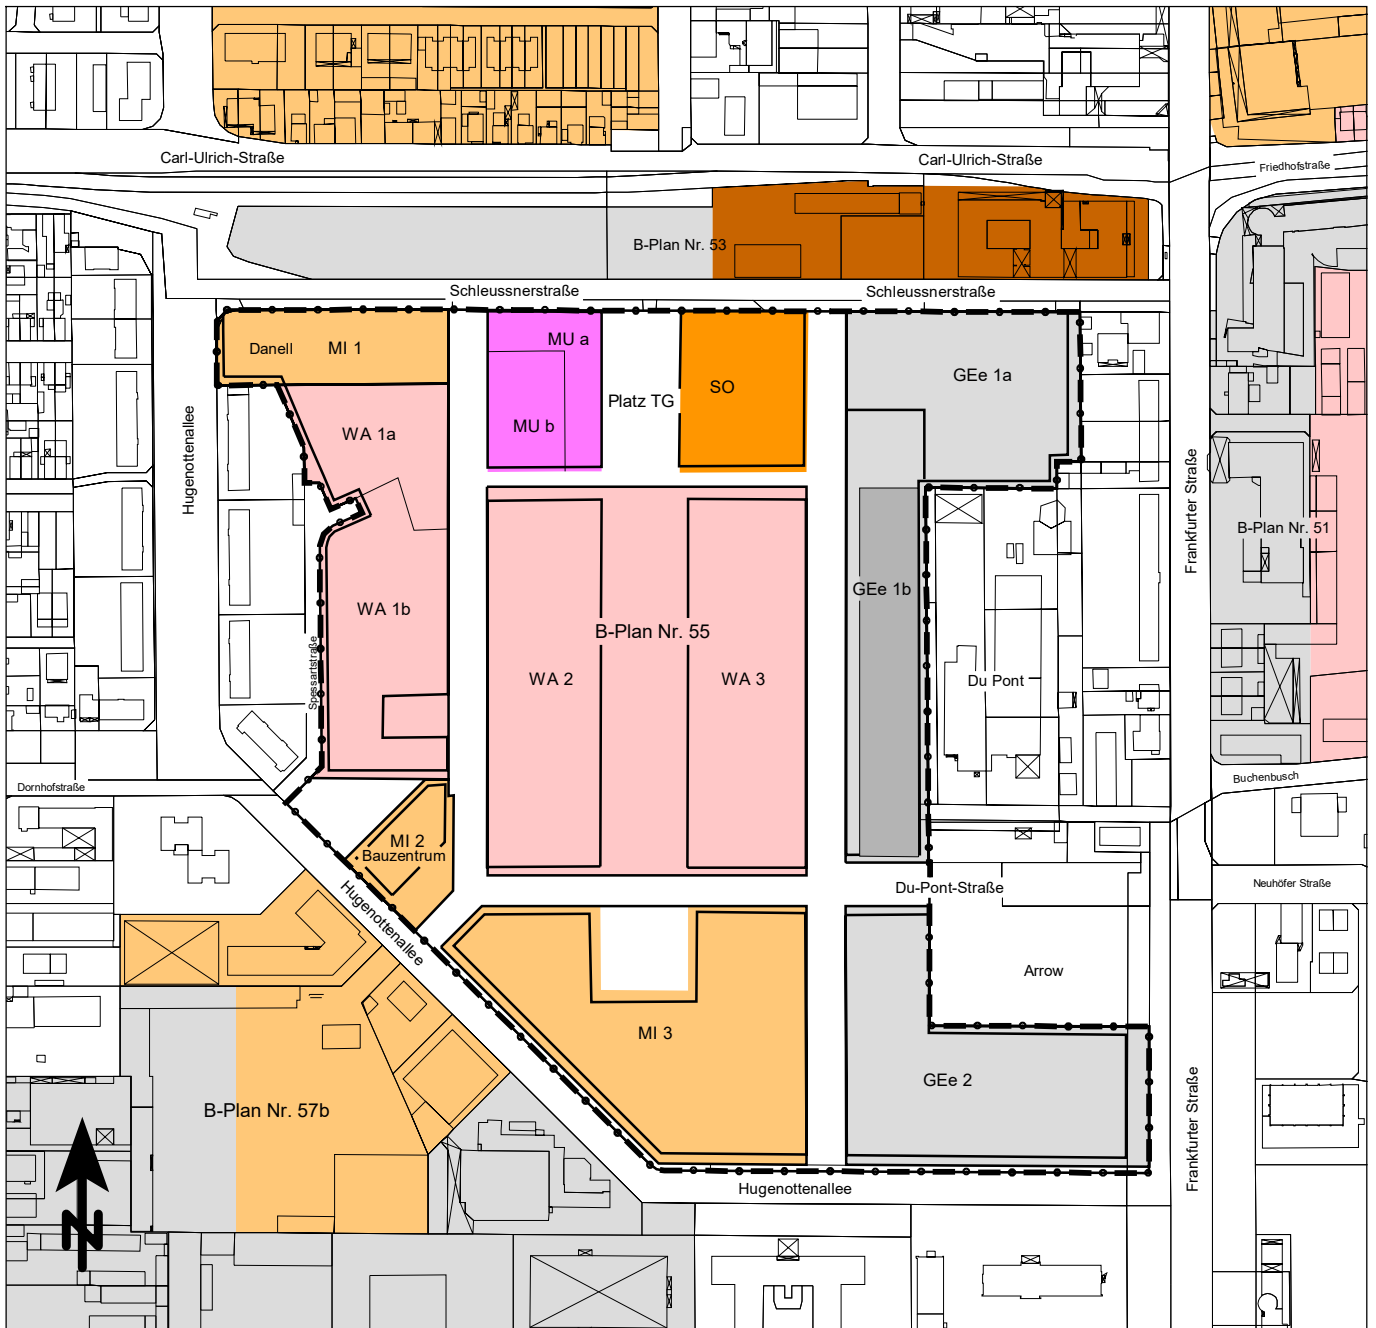 Carl-Ulrich-Straße
Carl-Ulrich-Straße
Friedhofstraße
B-Plan Nr. 53
Schleussnerstraße
Schleussnerstraße
MU a
Danell
MI 1
GEe 1a
SO
Platz TG
MU b
WA 1a
Hugenottenallee
Frankfurter Straße
B-Plan Nr. 51
GEe 1b
WA 1b
B-Plan Nr. 55
Spessartstraße
WA 2
WA 3
Du Pont
Buchenbusch
Dornhofstraße
MI 2
Bauzentrum
Neuhöfer Straße
Du-Pont-Straße
Hugenottenallee
Arrow
MI 3
GEe 2
B-Plan Nr. 57b
Frankfurter Straße
Hugenottenallee
N